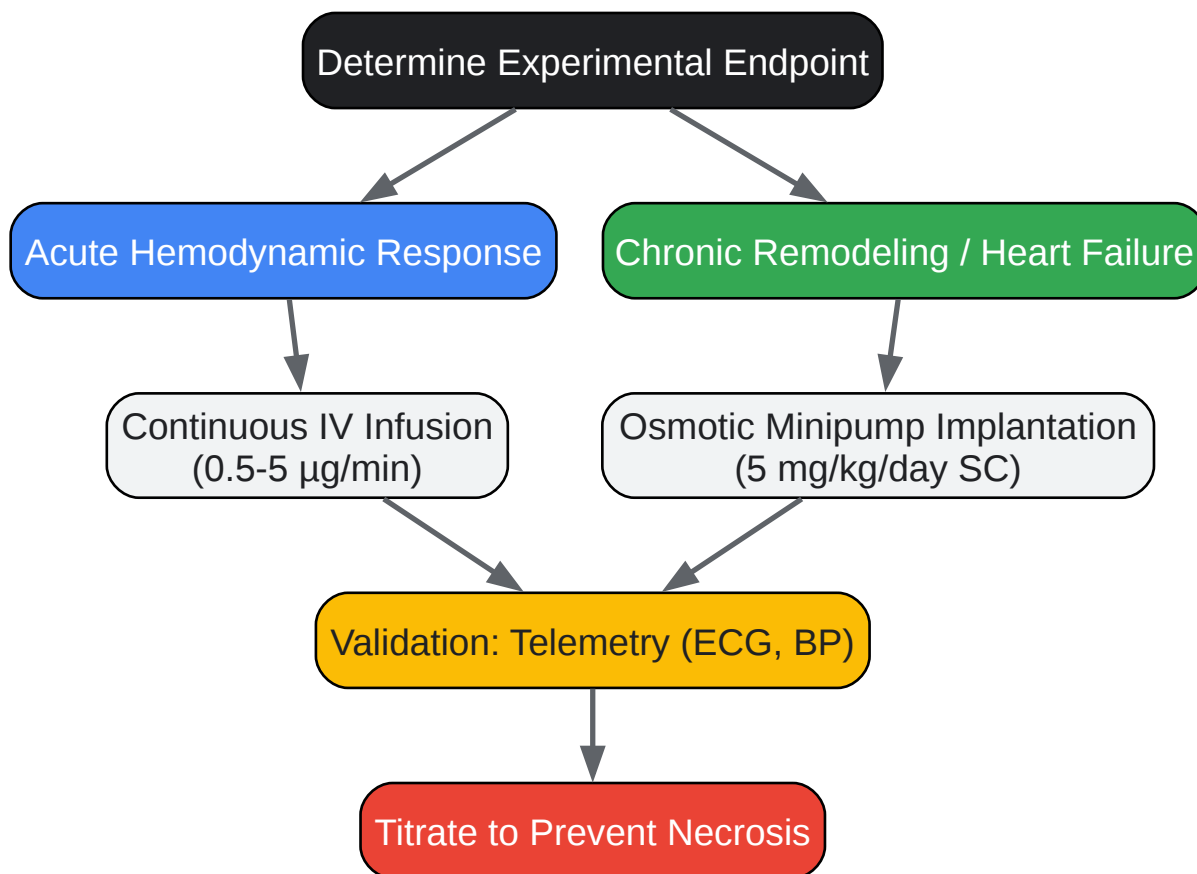 Determine Experimental Endpoint
Acute Hemodynamic Response
Chronic Remodeling / Heart Failure
Continuous IV Infusion
(0.5-5 µg/min)
Osmotic Minipump Implantation
(5 mg/kg/day SC)
Validation: Telemetry (ECG, BP)
Titrate to Prevent Necrosis